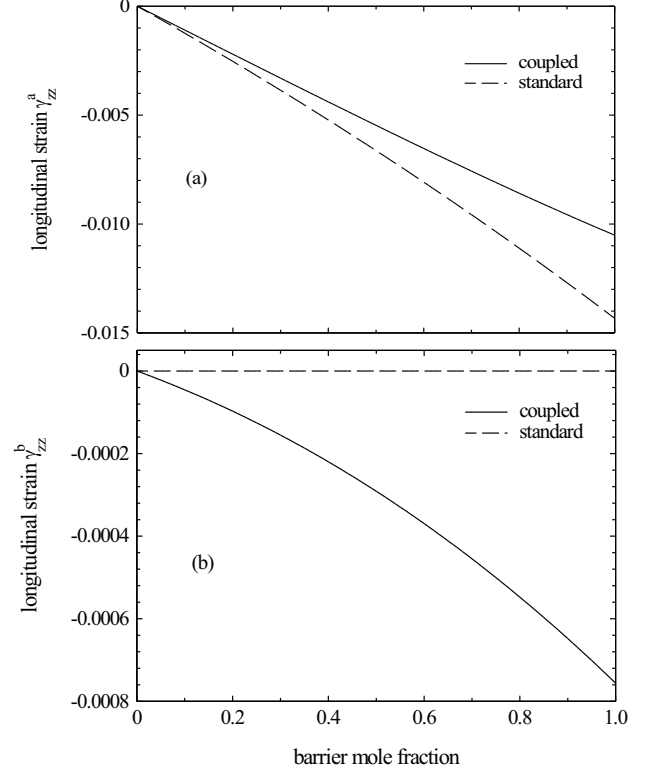 0
-0.005
-0.010
-0.015
longitudinal strain γᵃzz
coupled
standard
(a)
0
-0.0002
-0.0004
-0.0006
-0.0008
longitudinal strain γᵇzz
coupled
standard
(b)
0 0.2 0.4 0.6 0.8 1.0
barrier mole fraction